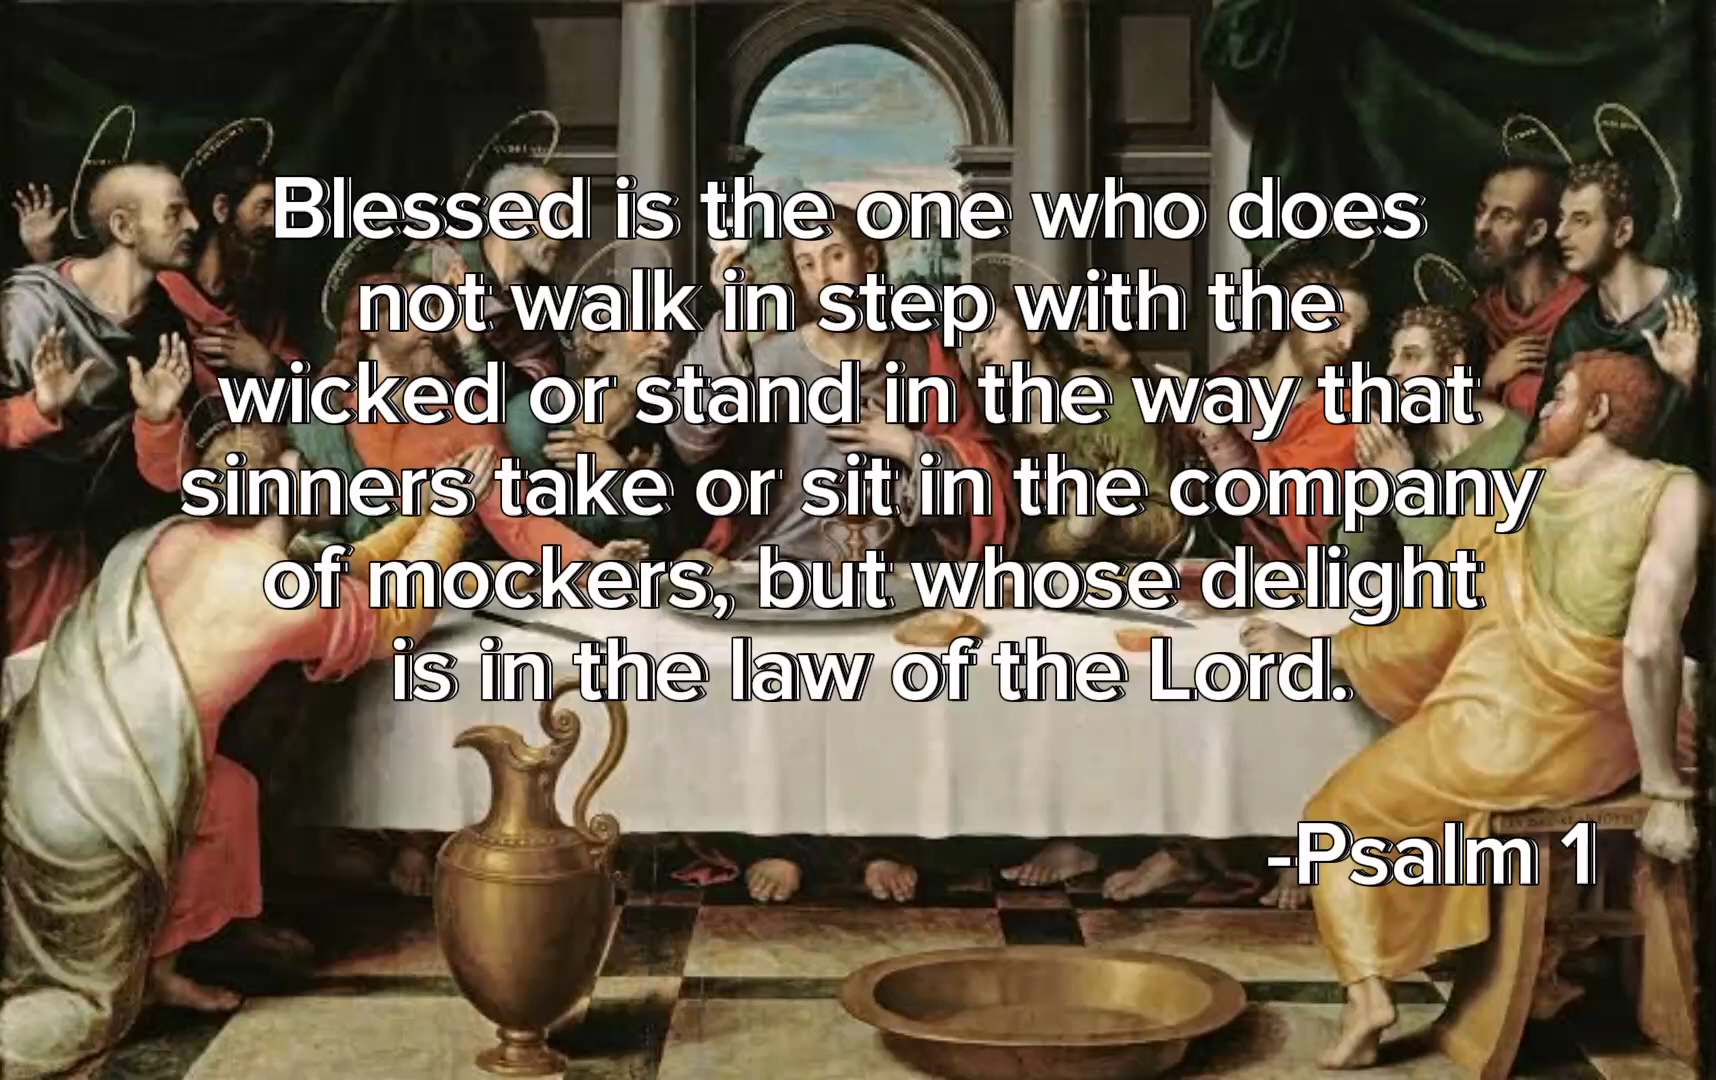 Blessed is the one who does
not walk in step with the
wicked or stand in the way that
sinners take or sit in the company
of mockers, but whose delight
is in the law of the Lord.
-Psalm 1